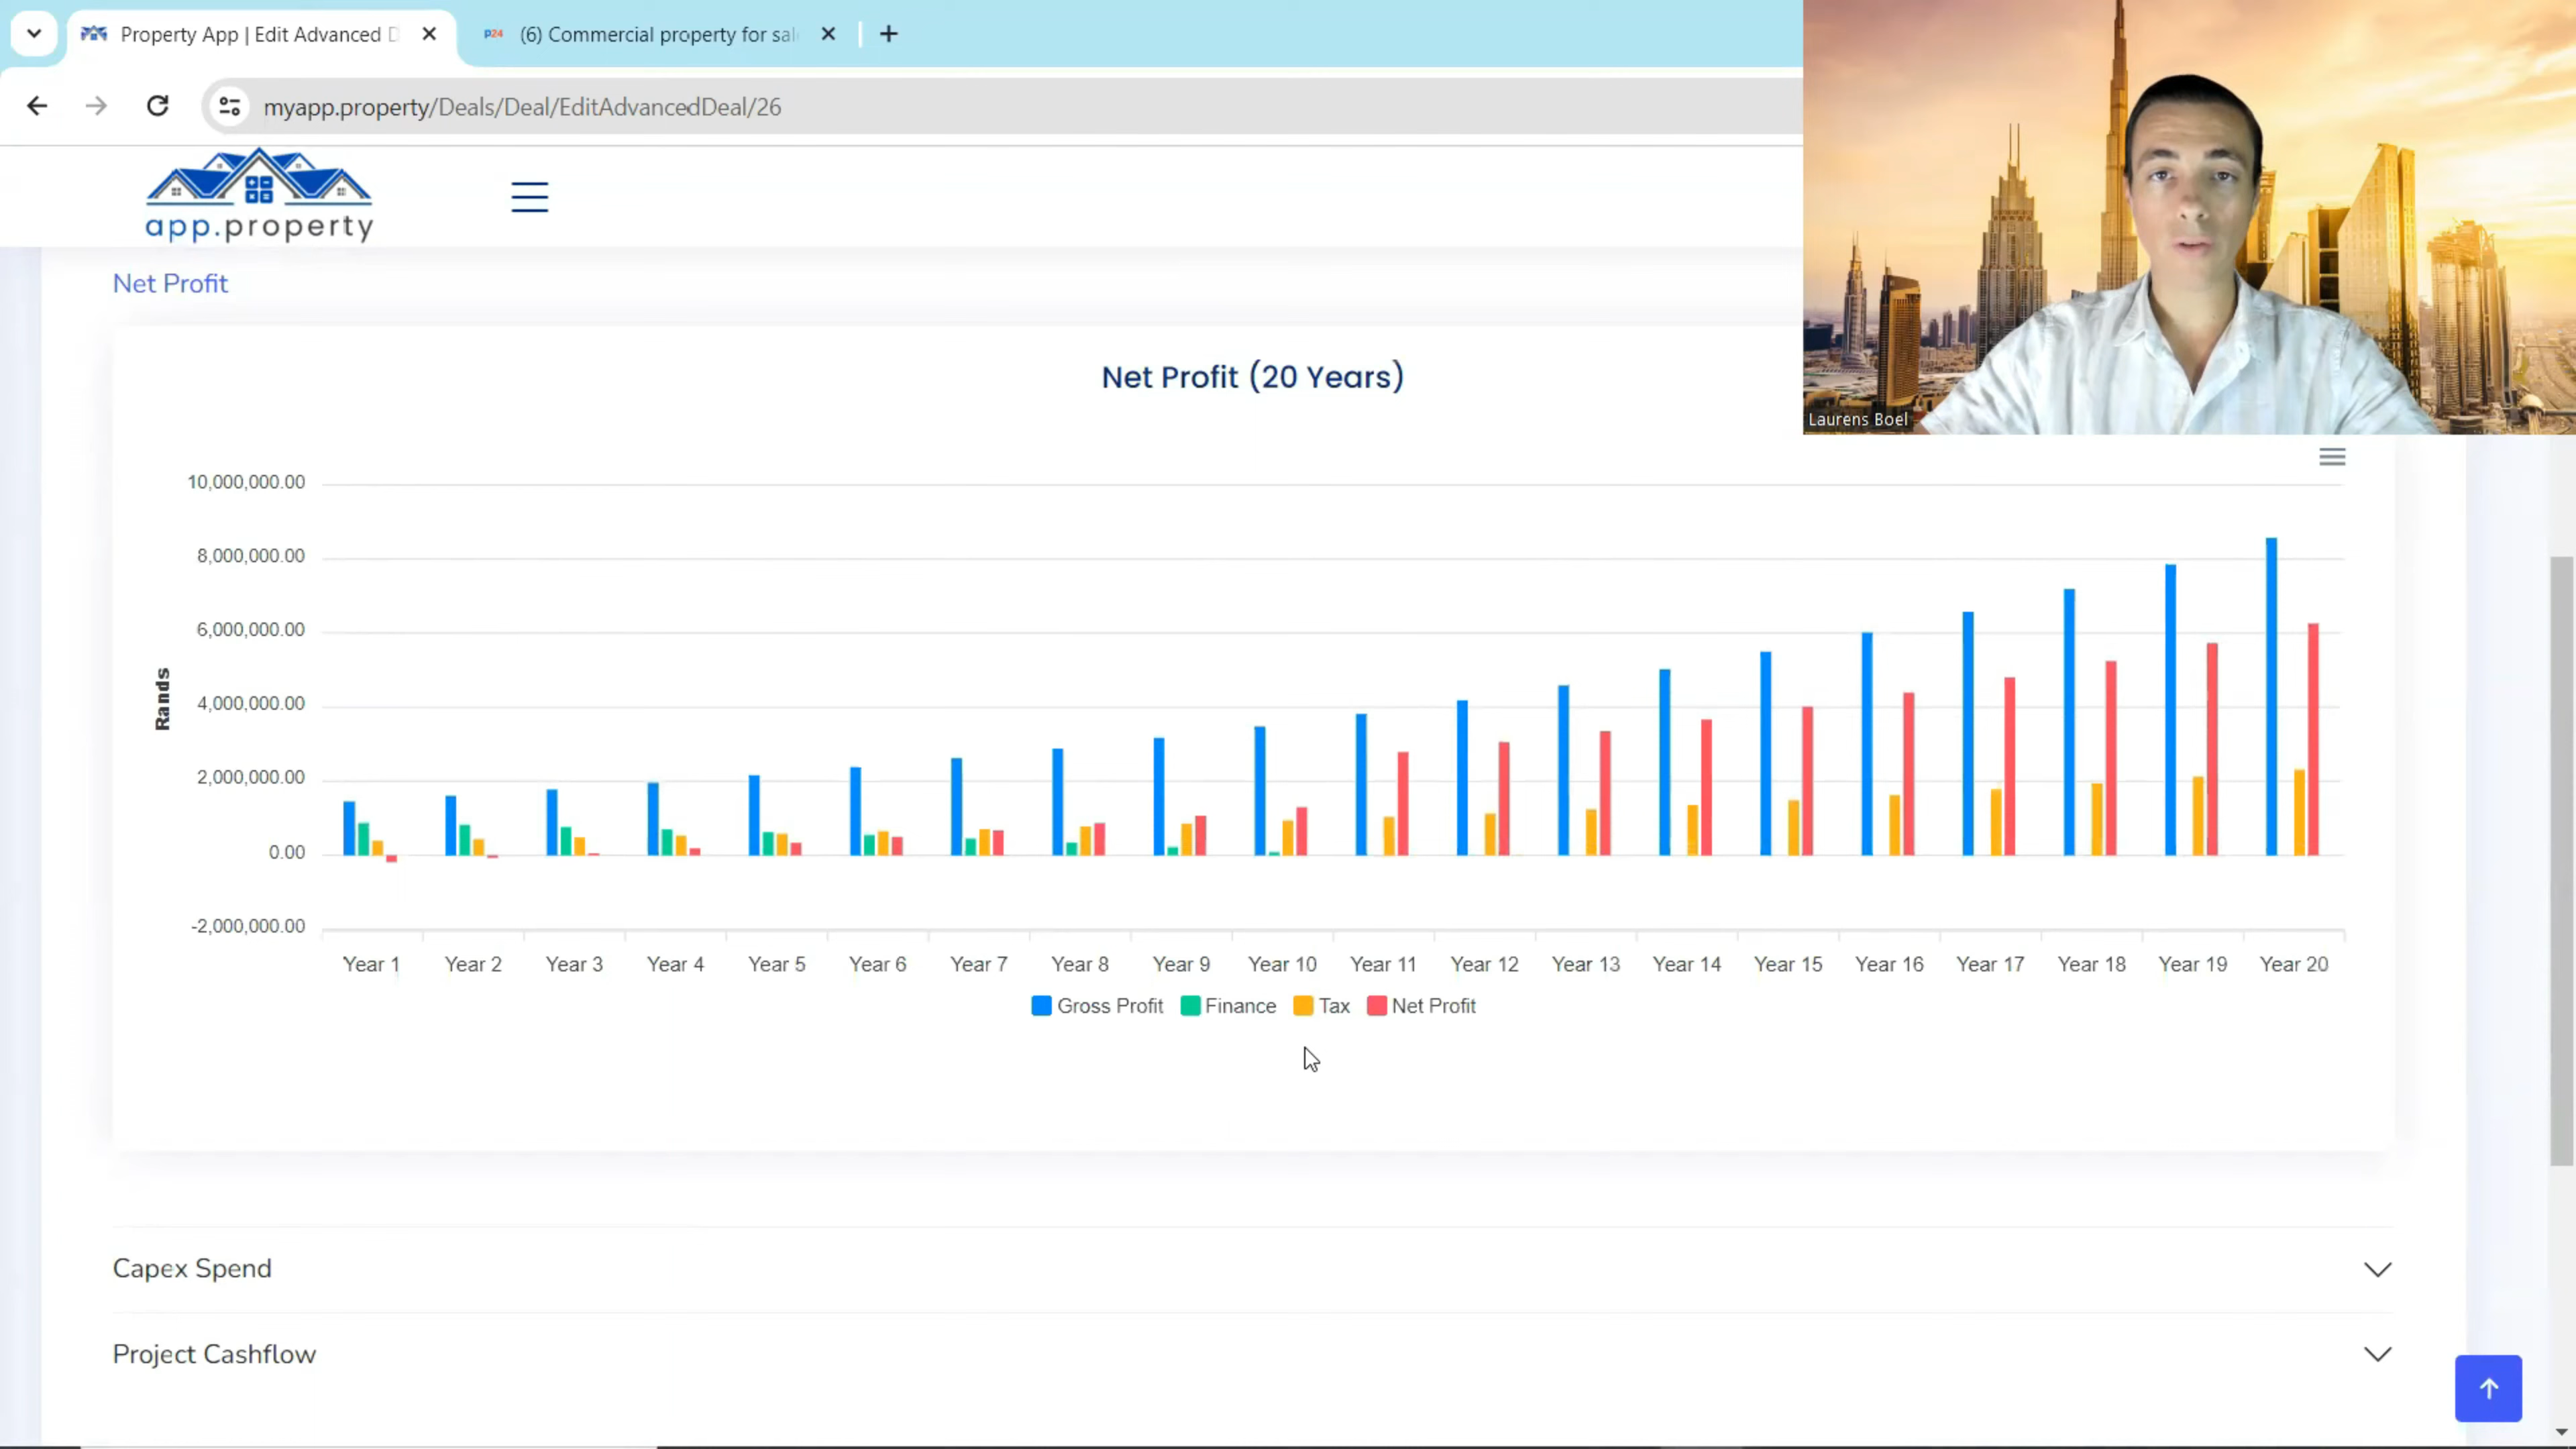 Property App | Edit Advanced D
P24 (6) Commercial property for sal
myapp.property/Deals/Deal/EditAdvancedDeal/26
app.property
Net Profit
Net Profit (20 Years)
Laurens Boel
10,000,000.00
8,000,000.00
6,000,000.00
4,000,000.00
2,000,000.00
0.00
-2,000,000.00
Rands
Year 1 Year 2 Year 3 Year 4 Year 5 Year 6 Year 7 Year 8 Year 9 Year 10 Year 11 Year 12 Year 13 Year 14 Year 15 Year 16 Year 17 Year 18 Year 19 Year 20
Gross Profit Finance Tax Net Profit
Capex Spend
Project Cashflow